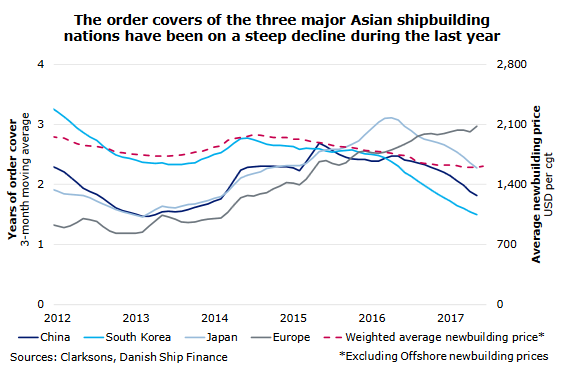 The order covers of the three major Asian shipbuilding
nations have been on a steep decline during the last year
Years of order cover
3-month moving average
4
3
2
1
0
2,800
2,100
1,400
700
0
Average newbuilding price
USD per cgt
2012 2013 2014 2015 2016 2017
China South Korea Japan Europe Weighted average newbuilding price*
Sources: Clarksons, Danish Ship Finance *Excluding Offshore newbuilding prices